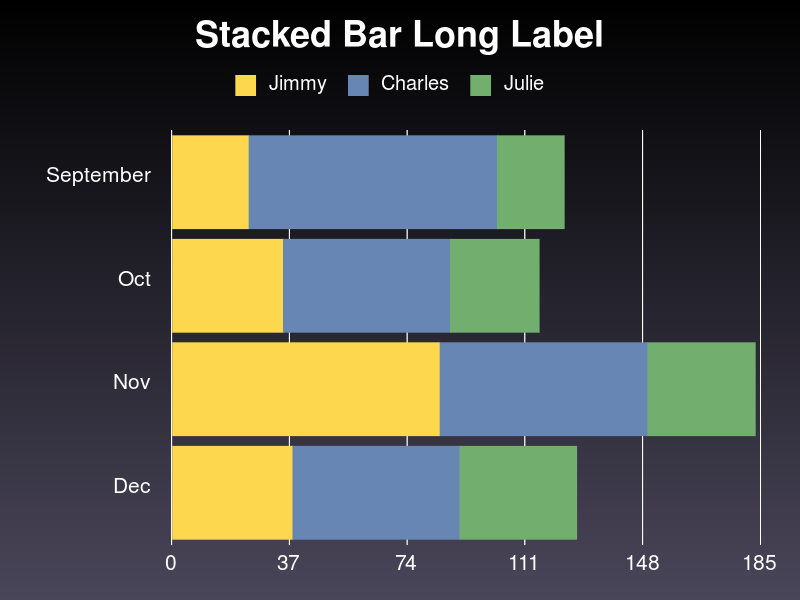 Stacked Bar Long Label
Jimmy Charles Julie
September
Oct
Nov
Dec
0 37 74 111 148 185